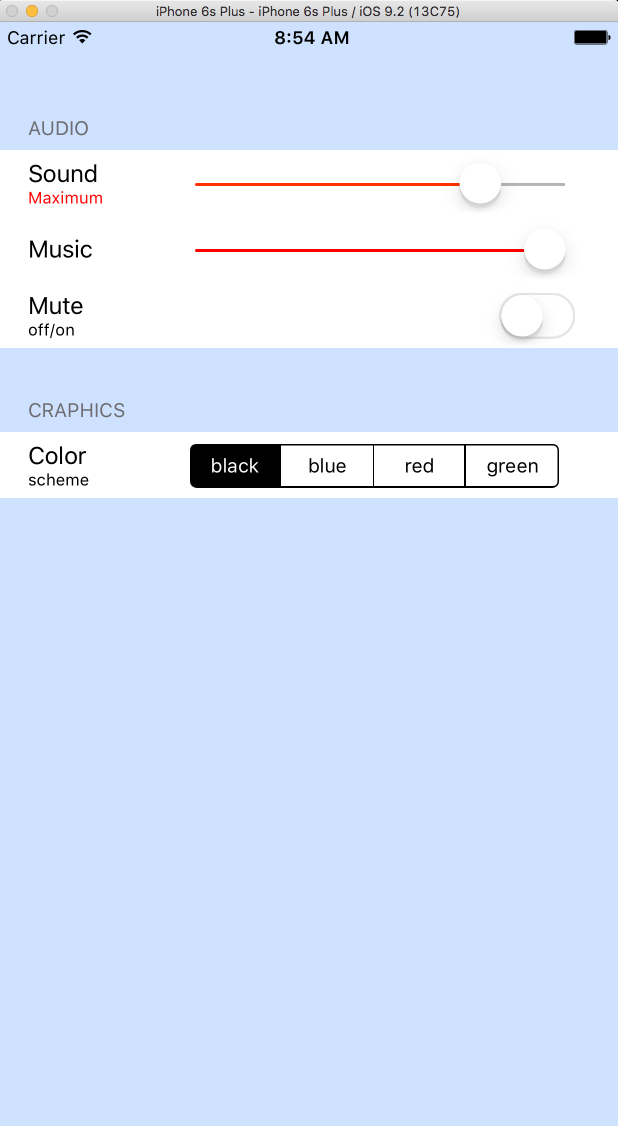 iPhone 6s Plus - iPhone 6s Plus / iOS 9.2 (13C75)
Carrier 8:54 AM
AUDIO
Sound
Maximum
Music
Mute
off/on
CRAPHICS
Color
scheme
black blue red green